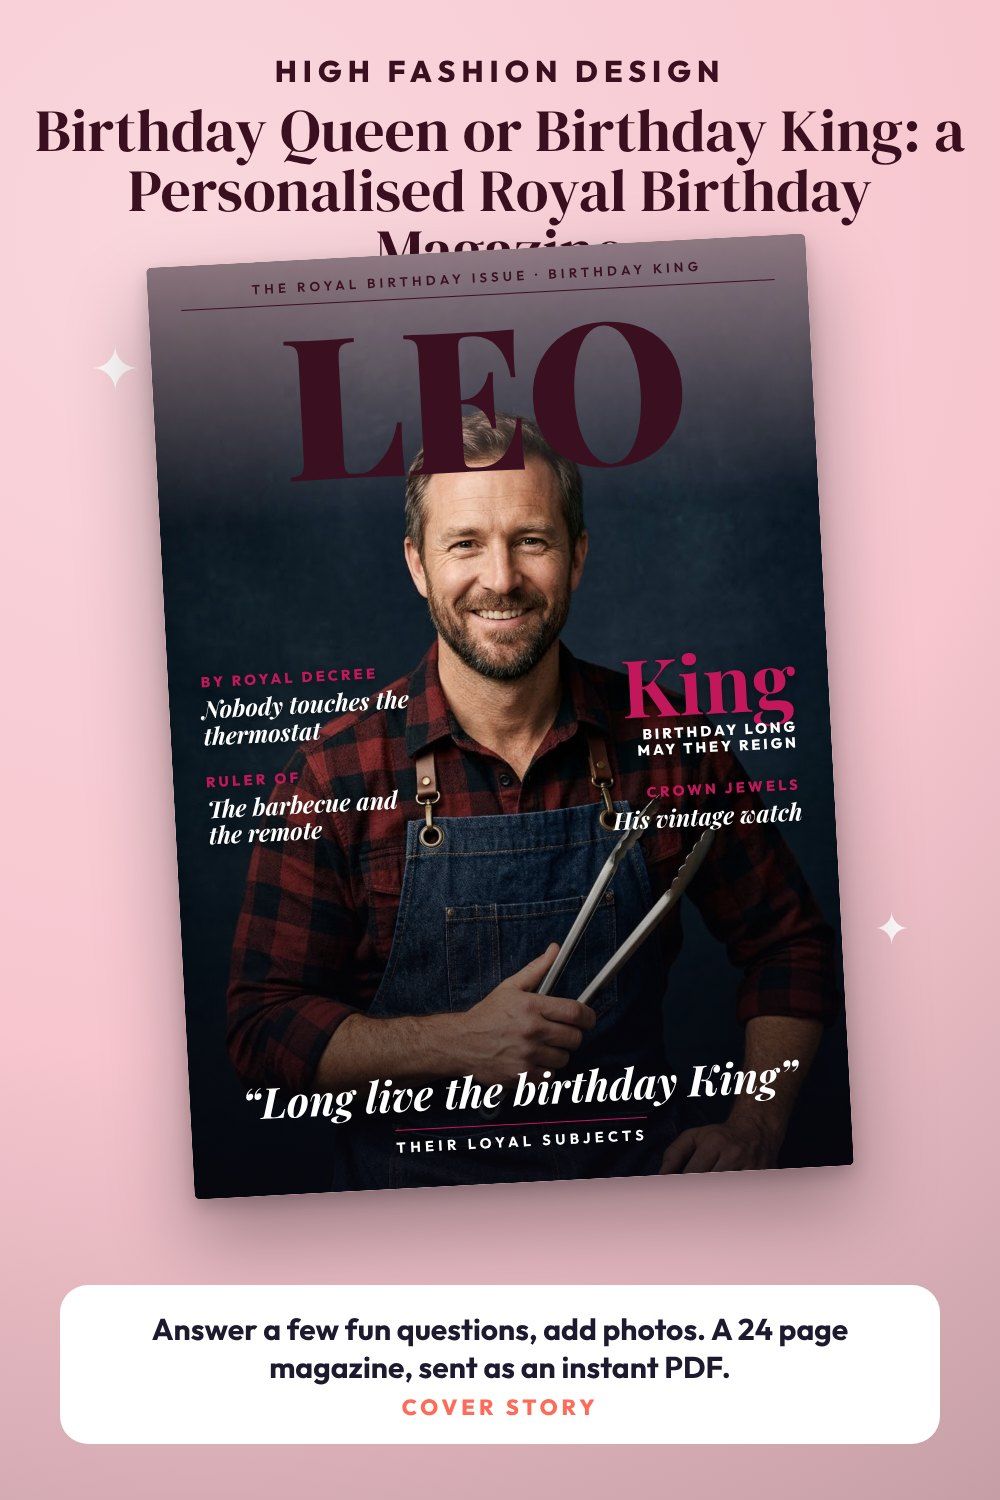 HIGH FASHION DESIGN
Birthday Queen or Birthday King: a
Personalised Royal Birthday
Magazine
THE ROYAL BIRTHDAY ISSUE · BIRTHDAY KING
LEO
BY ROYAL DECREE
Nobody touches the
thermostat
RULER OF
The barbecue and
the remote
King
BIRTHDAY LONG
MAY THEY REIGN
CROWN JEWELS
His vintage watch
“Long live the birthday King”
THEIR LOYAL SUBJECTS
Answer a few fun questions, add photos. A 24 page
magazine, sent as an instant PDF.
COVER STORY